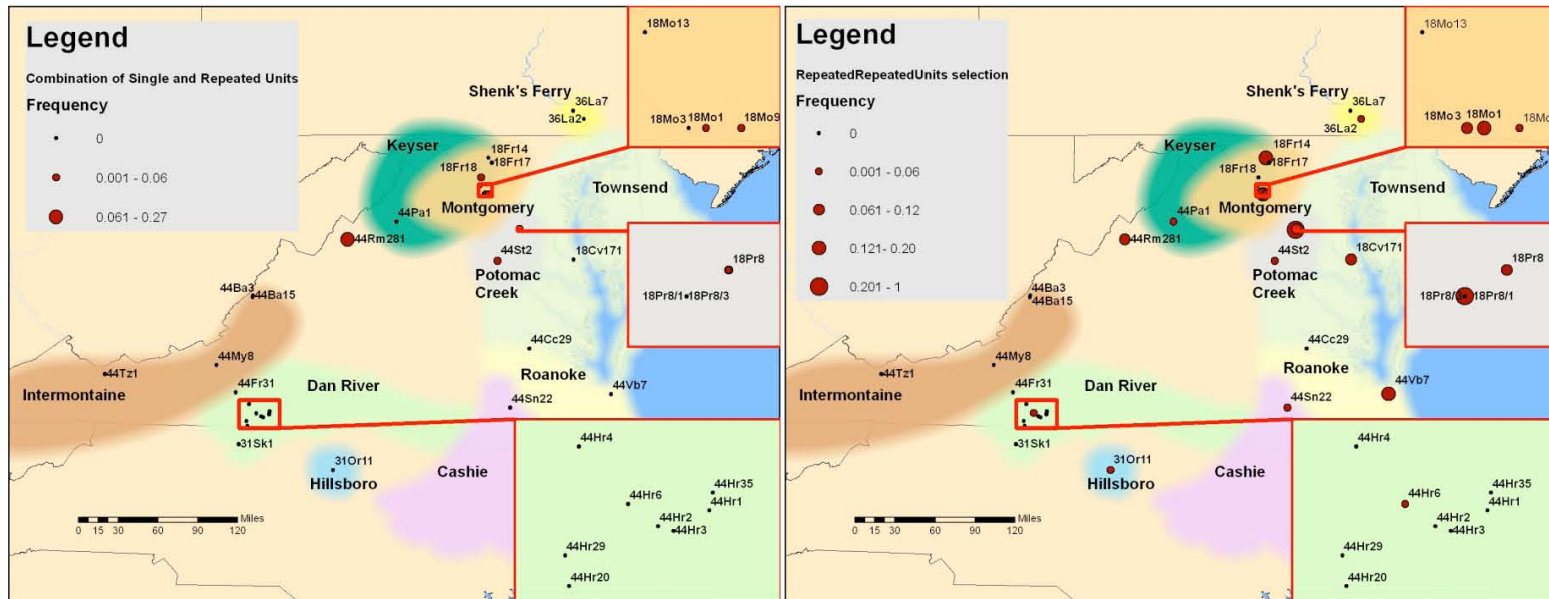 Legend
Combination of Single and Repeated Units
Frequency
0
0.001 - 0.06
0.061 - 0.27
Shenk's Ferry
36La7
36La2
Keyser
18Fr14
18Fr17
18Fr18
Townsend
Montgomery
44Pa1
44Rm281
44St2
18Cv171
Potomac
Creek
44Ba3
44Ba15
44My8
44Cc29
44Tz1
Roanoke
Intermontaine
44Fr31
Dan River
44Vb7
44Sn22
31Sk1
31Or11
Hillsboro
Cashie
0 15 30 60 90 120 Miles
18Mo13
18Mo3 18Mo1 18Mo9
18Pr8
18Pr8/1 18Pr8/3
44Hr4
44Hr35
44Hr6
44Hr1
44Hr2
44Hr3
44Hr29
44Hr20
Legend
RepeatedRepeatedUnits selection
Frequency
0
0.001 - 0.06
0.061 - 0.12
0.121- 0.20
0.201 - 1
Shenk's Ferry
36La7
36La2
Keyser
18Fr14
18Fr17
18Fr18
Townsend
Montgomery
44Pa1
44Rm281
44St2
18Cv171
Potomac
Creek
44Ba3
44Ba15
44My8
44Cc29
44Tz1
Roanoke
Intermontaine
44Fr31
Dan River
44Vb7
44Sn22
31Sk1
31Or11
Hillsboro
Cashie
0 15 30 60 90 120 Miles
18Mo13
18Mo3 18Mo1
18Pr8
18Pr8/1
44Hr4
44Hr35
44Hr6
44Hr1
44Hr2
44Hr3
44Hr29
44Hr20